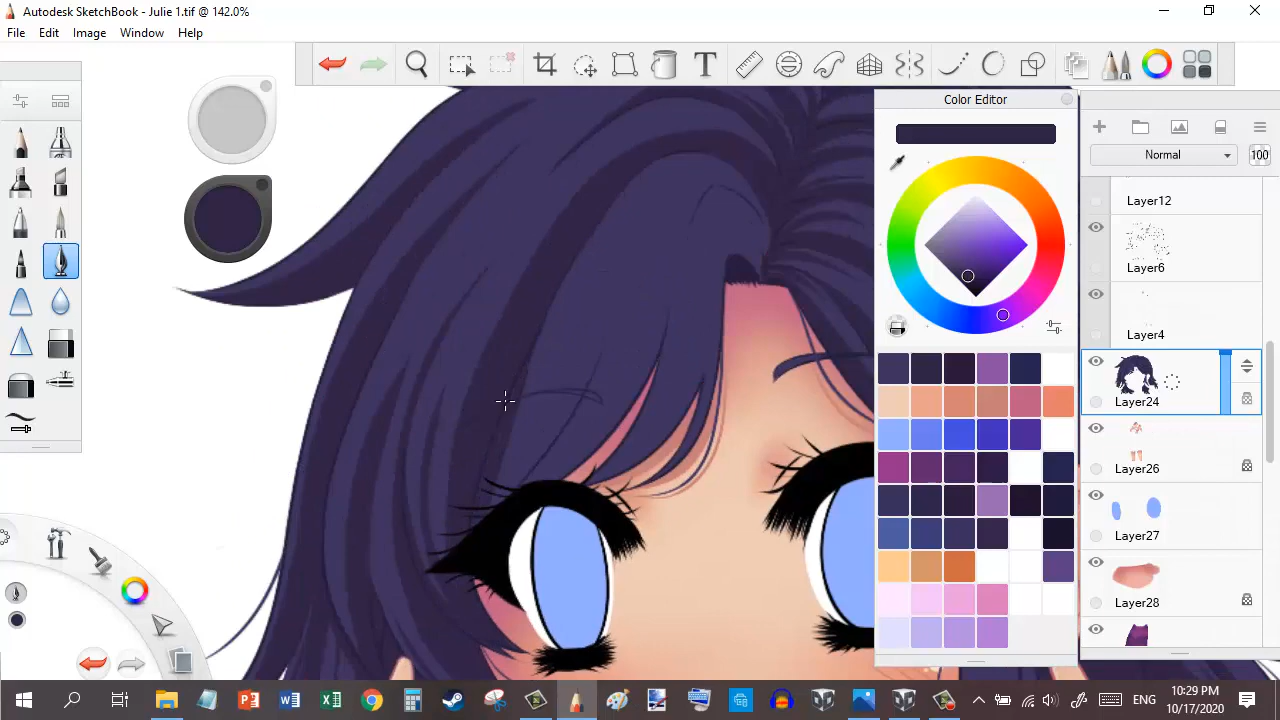 Autodesk SketchBook - Julie 1.tif @ 142.0%
File Edit Image Window Help
T
Color Editor
Normal 100
Layer12
Layer6
Layer4
Layer24
Layer26
Layer27
Layer28
ENG
10:29 PM
10/17/2020